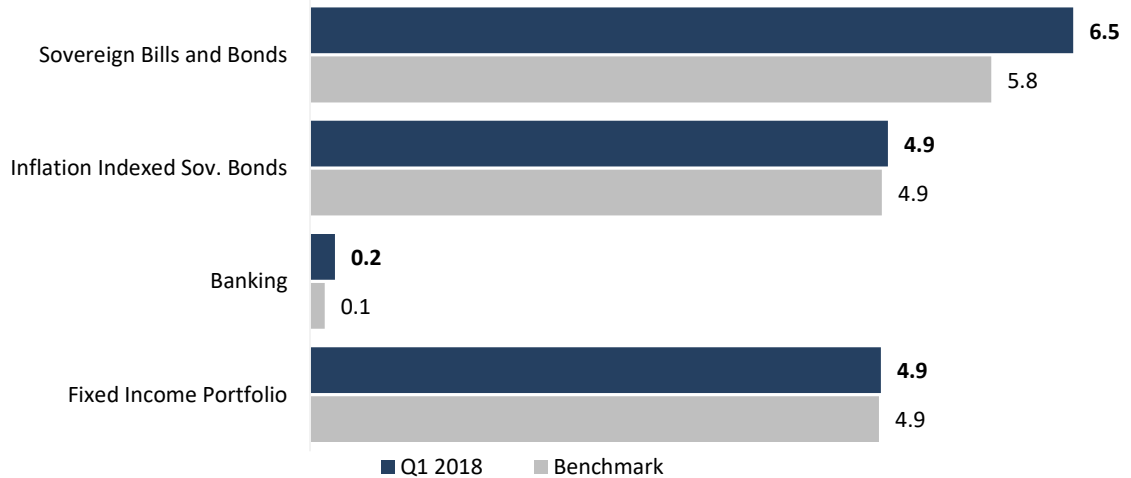 Sovereign Bills and Bonds
6.5
5.8
Inflation Indexed Sov. Bonds
4.9
4.9
Banking
0.2
0.1
Fixed Income Portfolio
4.9
4.9
Q1 2018 Benchmark